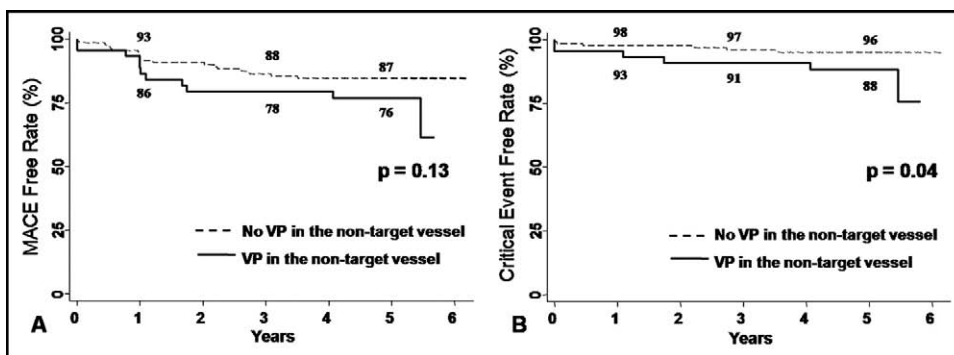 MACE Free Rate (%)
100
75
50
25
0
93
88
87
86
78
76
p = 0.13
No VP in the non-target vessel
VP in the non-target vessel
0 1 2 3 4 5 6
Years
A
Critical Event Free Rate (%)
100
75
50
25
0
98
97
96
93
91
88
p = 0.04
No VP in the non-target vessel
VP in the non-target vessel
0 1 2 3 4 5 6
Years
B